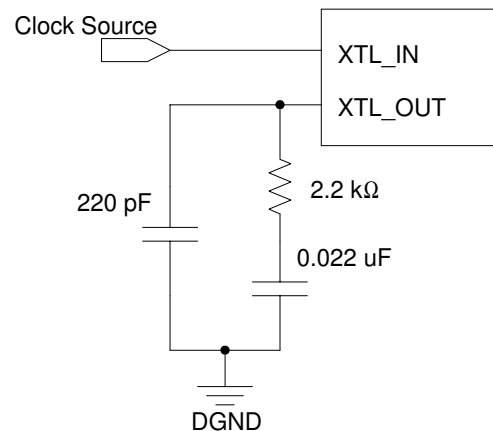 Clock Source
XTL_IN
XTL_OUT
220 pF
2.2 kΩ
0.022 uF
DGND